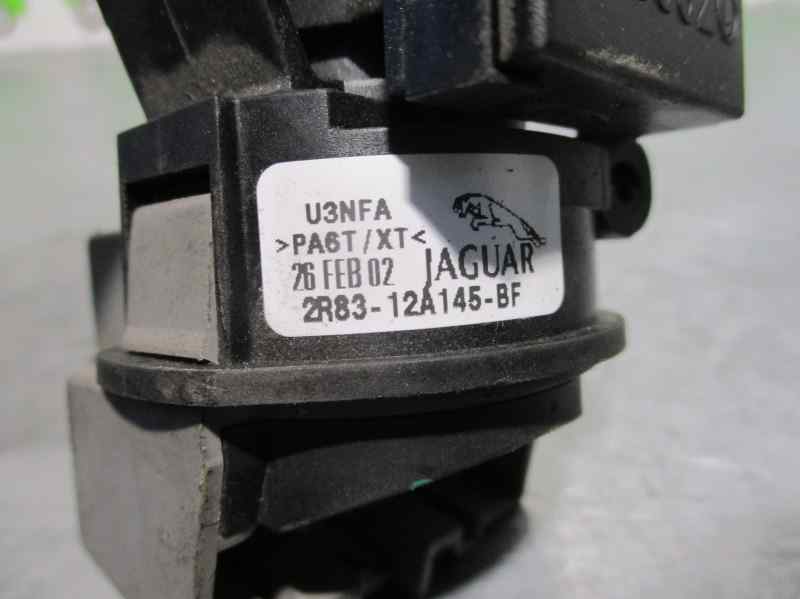 U3NFA
>PA6T/XT<
26 FEB 02
JAGUAR
2R83-12A145-BF